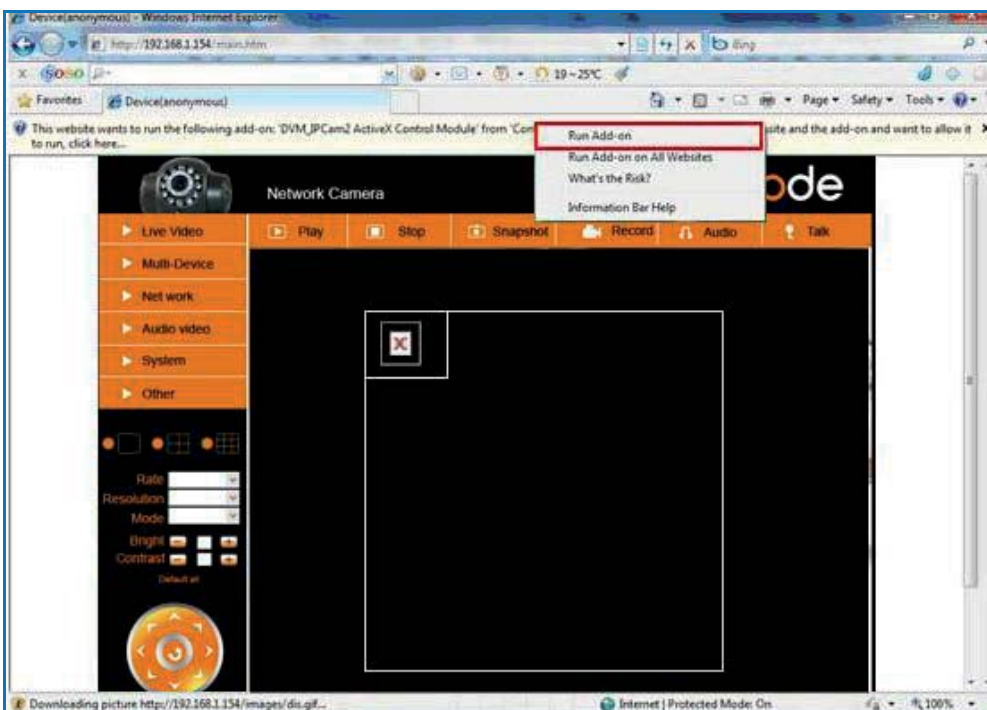 Device(anonymous) - Windows Internet Explorer
http://192.168.1.154/main.htm
Bing
SOSO
19~25℃
Favorites
Device(anonymous)
Page
Safety
Tools
This website wants to run the following add-on: 'DVM_IPCam2 ActiveX Control Module' from
site and the add-on and want to allow it
to run, click here...
Run Add-on
Run Add-on on All Websites
What's the Risk?
Information Bar Help
Network Camera
Live Video
Play
Stop
Snapshot
Record
Audio
Talk
Multi-Device
Net work
Audio video
System
Other
Rate
Resolution
Mode
Bright
Contrast
Default all
Downloading picture http://192.168.1.154/images/dis.gif...
Internet | Protected Mode: On
100%